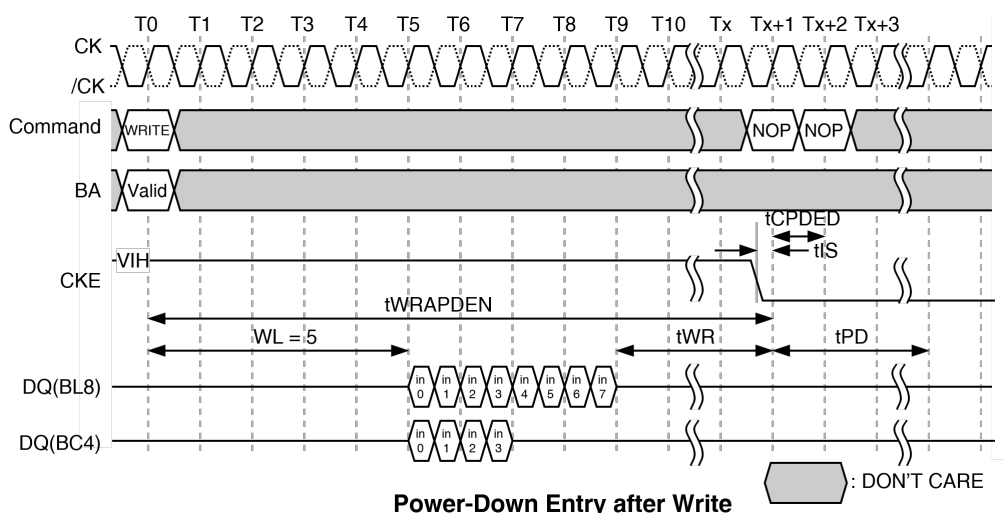 T0 T1 T2 T3 T4 T5 T6 T7 T8 T9 T10 Tx Tx+1 Tx+2 Tx+3
CK
/CK
Command WRITE NOP NOP
BA Valid
tCPDED
VIH tIS
CKE
tWRAPDEN
WL = 5 tWR tPD
DQ(BL8) in 0 in 1 in 2 in 3 in 4 in 5 in 6 in 7
DQ(BC4) in 0 in 1 in 2 in 3
: DON'T CARE
Power-Down Entry after Write